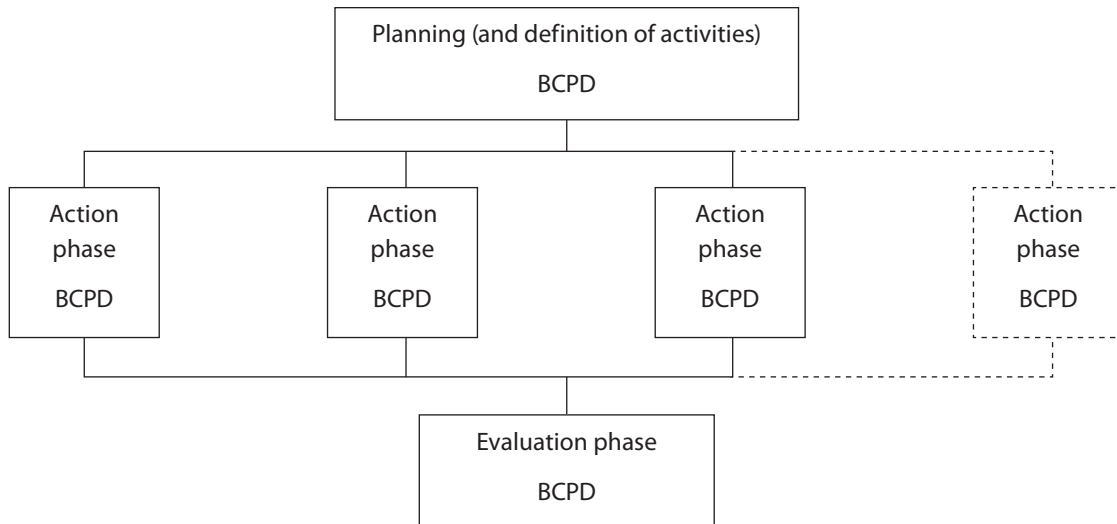 Planning (and definition of activities)
BCPD
Action
phase
BCPD
Action
phase
BCPD
Action
phase
BCPD
Action
phase
BCPD
Evaluation phase
BCPD